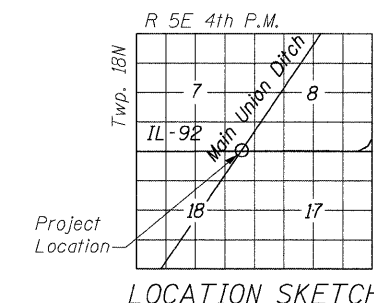 R 5E 4th P.M.
Twp. 18N
7
8
Main Union Ditch
IL-92
18
17
Project
Location
LOCATION SKETCH